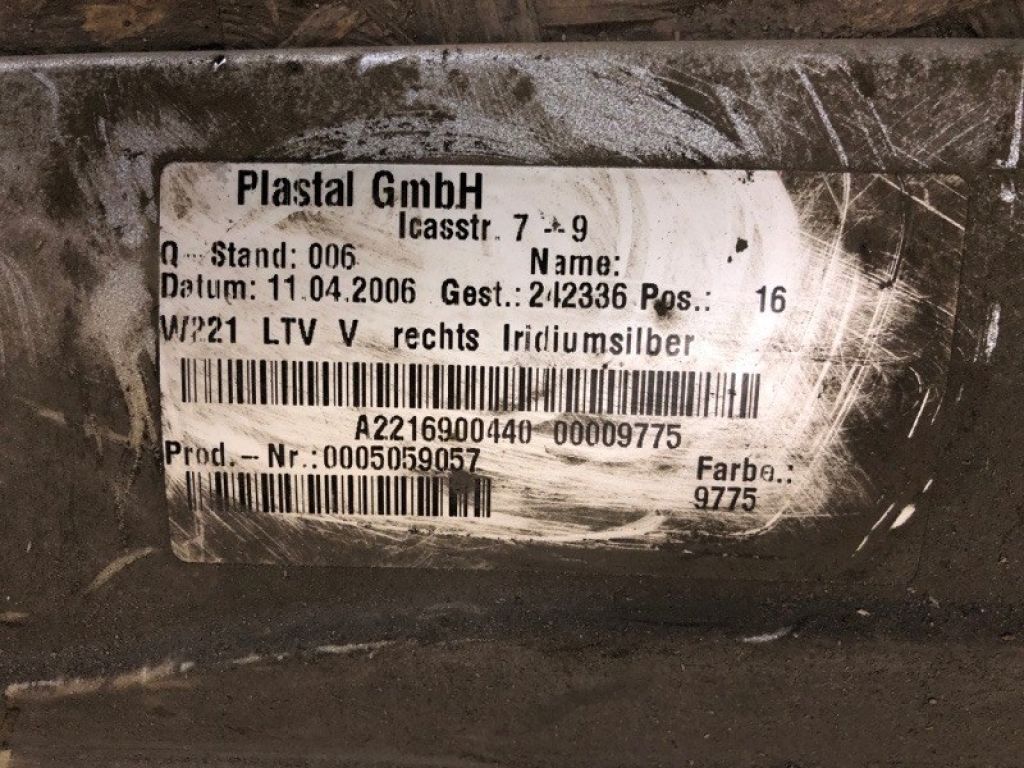 Plastal GmbH
Icasstr. 7 - 9
Q - Stand: 006 Name:
Datum: 11.04.2006 Gest.: 242336 Pos.: 16
W221 LTV V rechts Iridiumsilber
A2216900440 00009775
Prod.- Nr.:0005059057 Farbe.:
9775